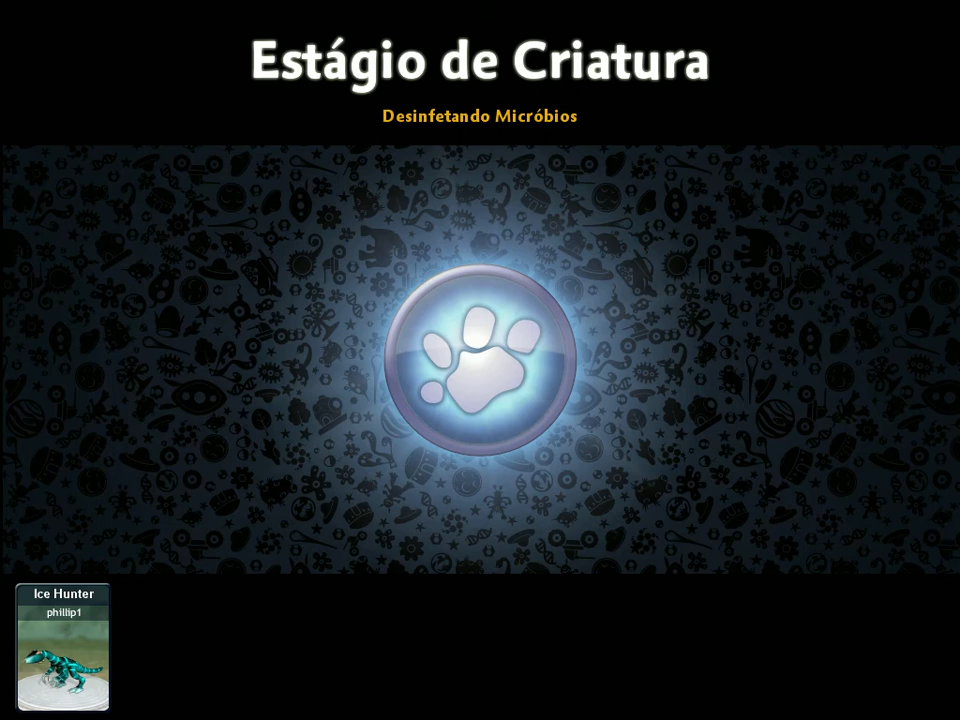 Estágio de Criatura
Desinfetando Micróbios
Ice Hunter
phillip1